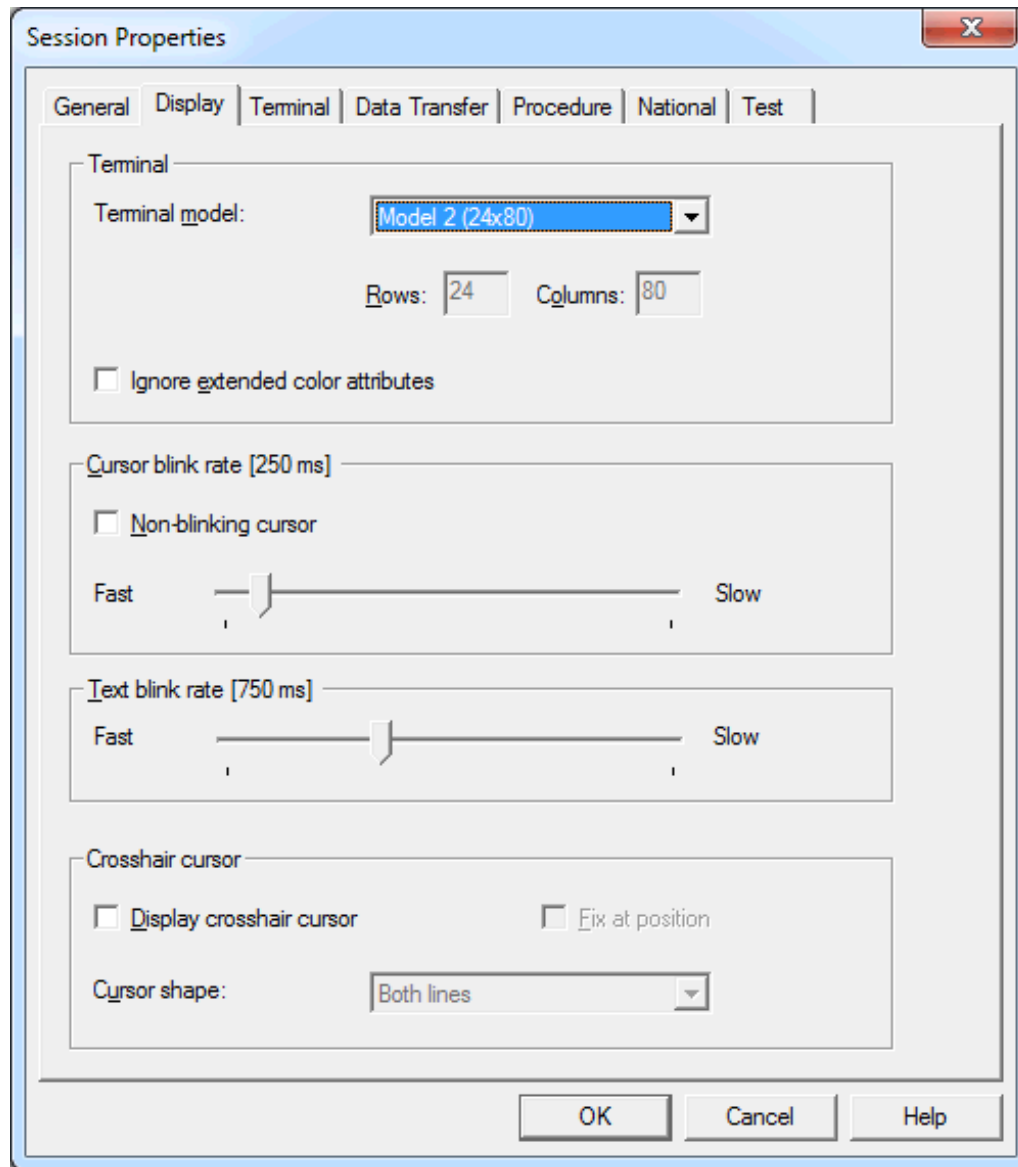 Session Properties
General Display Terminal Data Transfer Procedure National Test
Terminal
Terminal model: Model 2 (24x80)
Rows: 24 Columns: 80
Ignore extended color attributes
Cursor blink rate [250 ms]
Non-blinking cursor
Fast Slow
Text blink rate [750 ms]
Fast Slow
Crosshair cursor
Display crosshair cursor Fix at position
Cursor shape: Both lines
OK Cancel Help